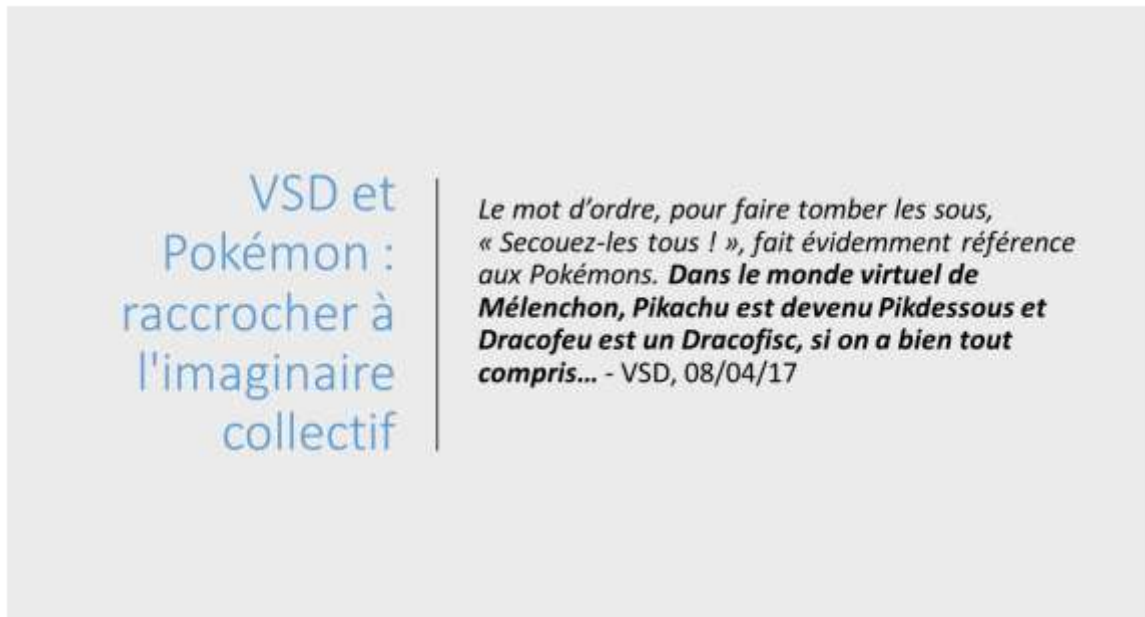 VSD et
Pokémon :
raccrocher à
l'imaginaire
collectif
Le mot d’ordre, pour faire tomber les sous,
« Secouez-les tous ! », fait évidemment référence
aux Pokémons. Dans le monde virtuel de
Mélenchon, Pikachu est devenu Pikdessous et
Dracofeu est un Dracofisc, si on a bien tout
compris… - VSD, 08/04/17